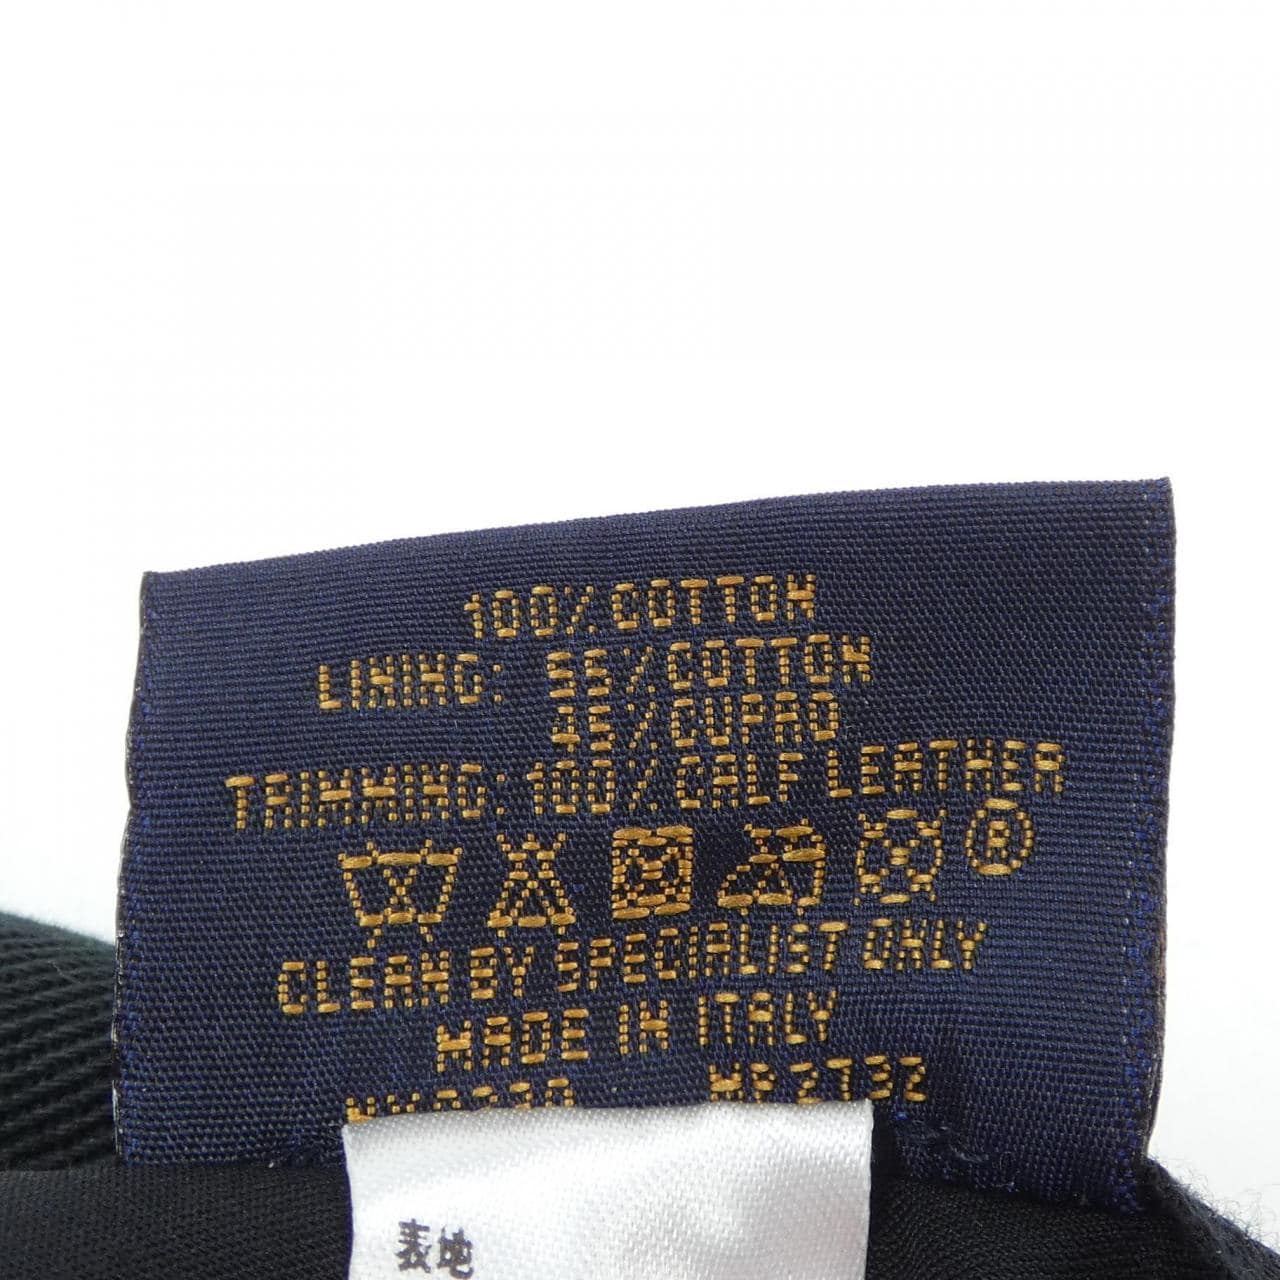 100% COTTON
LINING: 55% COTTON
45% CUPRO
TRIMMING: 100% CALF LEATHER
®
CLEAN BY SPECIALIST ONLY
MADE IN ITALY
MP2732
表地